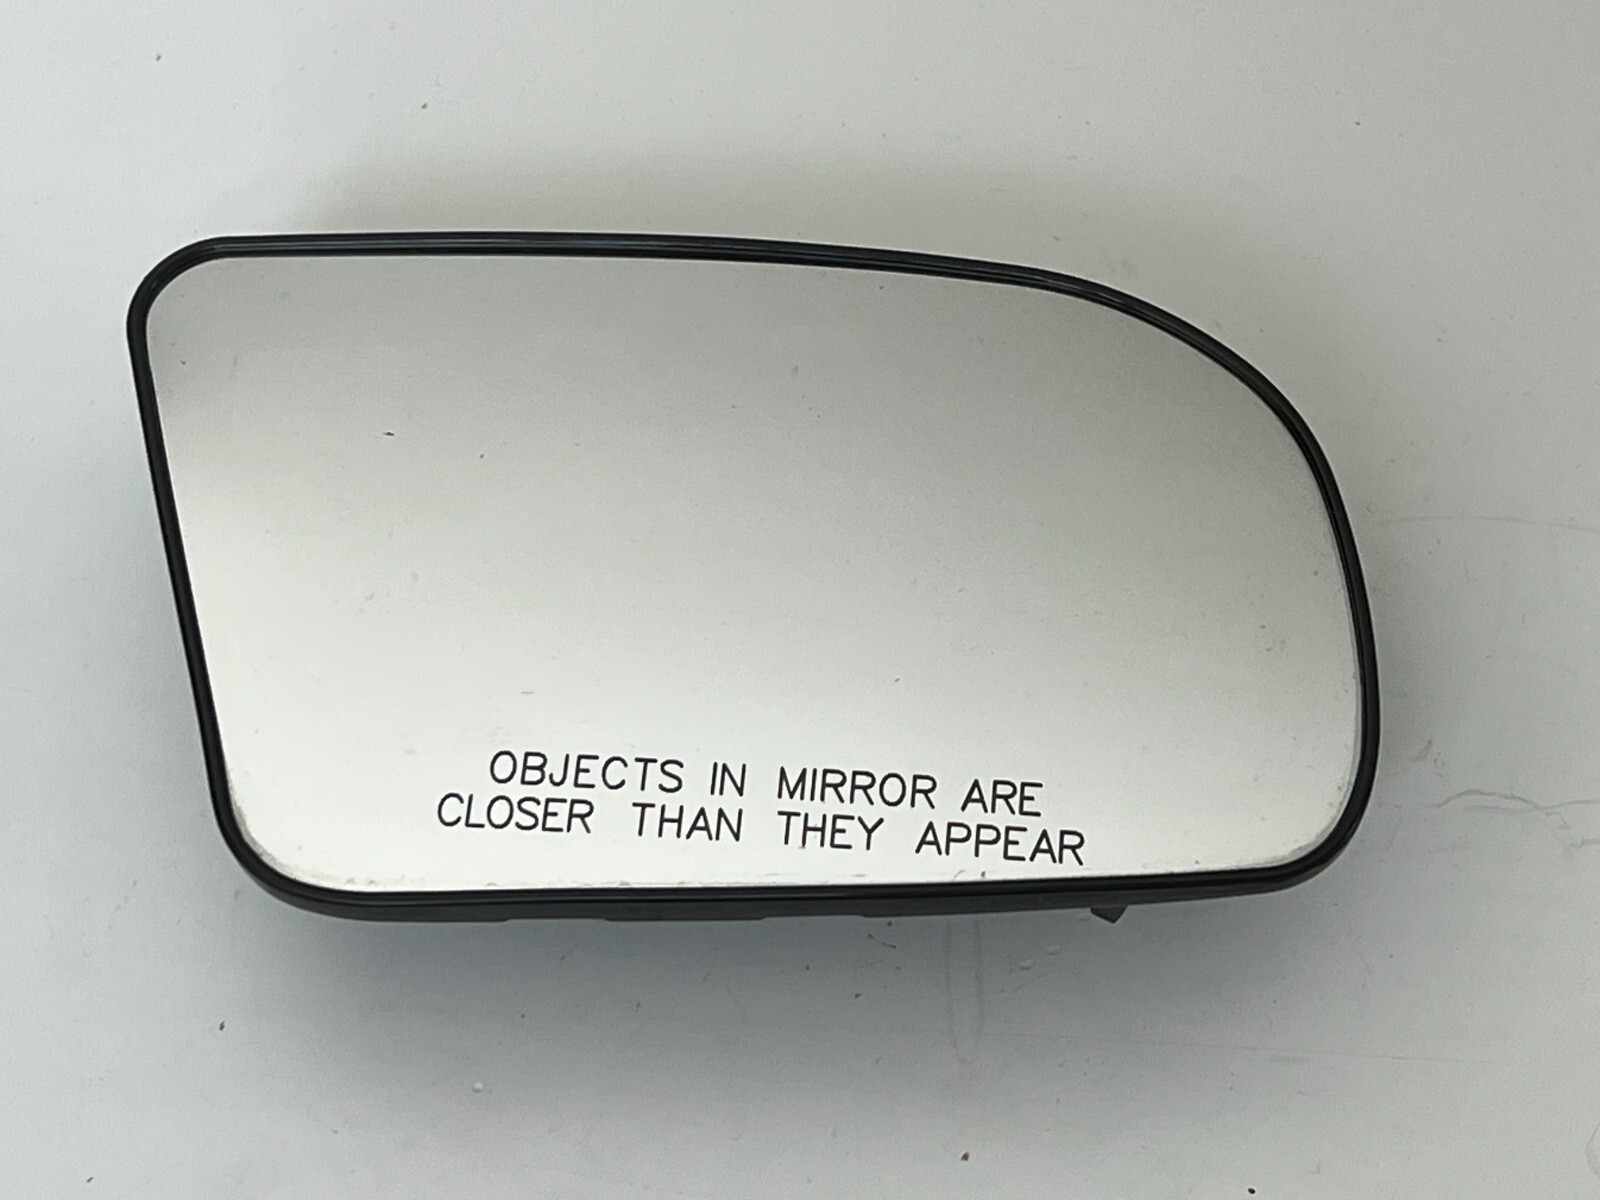 OBJECTS IN MIRROR ARE
CLOSER THAN THEY APPEAR